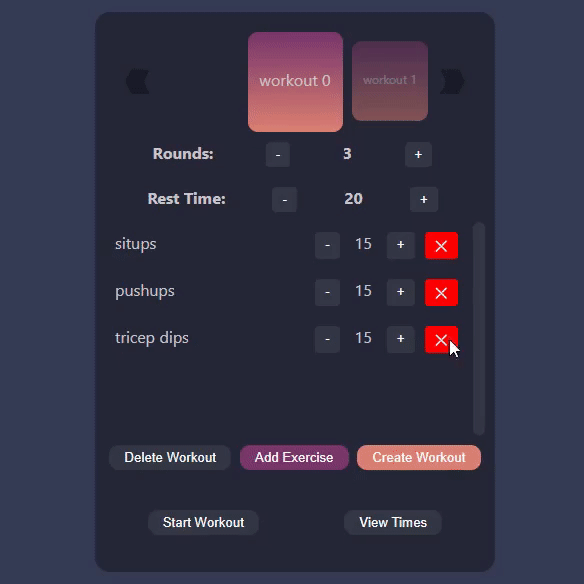 workout 0 workout 1
Rounds: - 3 +
Rest Time: - 20 +
situps - 15 +
pushups - 15 +
tricep dips - 15 +
Delete Workout Add Exercise Create Workout
Start Workout View Times